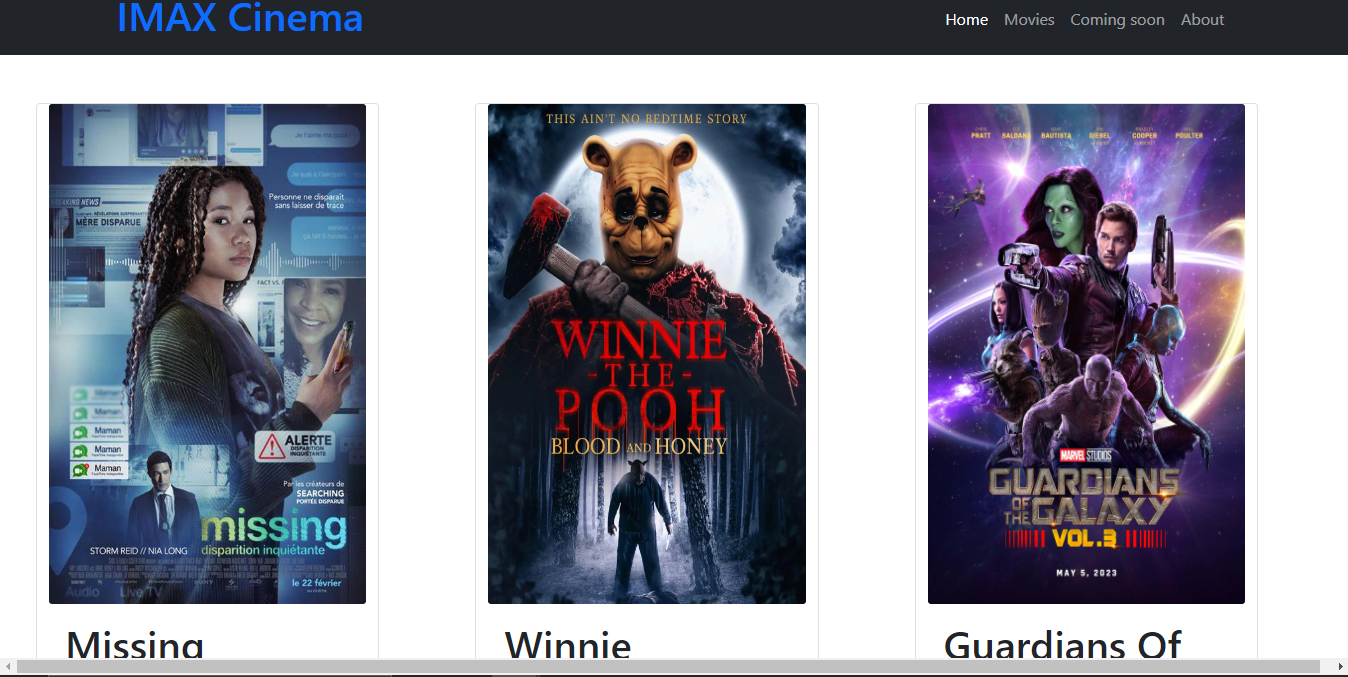 IMAX Cinema
Home Movies Coming soon About
Je t'aime ma puce !
Personne ne disparaît
sans laisser de trace
BREAKING NEWS
MÈRE DISPARUE
FACT VS.
Maman
Maman
Maman
Maman
Maman
ALERTE
DISPARITION
INQUIÉTANTE
Par les créateurs de
SEARCHING
PORTÉE DISPARUE
missing
disparition inquiétante
STORM REID // NIA LONG
le 22 février
au cinéma
Audio Live TV
THIS AIN'T NO BEDTIME STORY
WINNIE
-THE-
POOH
BLOOD AND HONEY
PRATT SALDANA BAUTISTA DIESEL COOPER POULTER
MARVEL STUDIOS
GUARDIANS
OF THE GALAXY
VOL.3
MAY 5, 2023
Missing
Winnie
Guardians Of